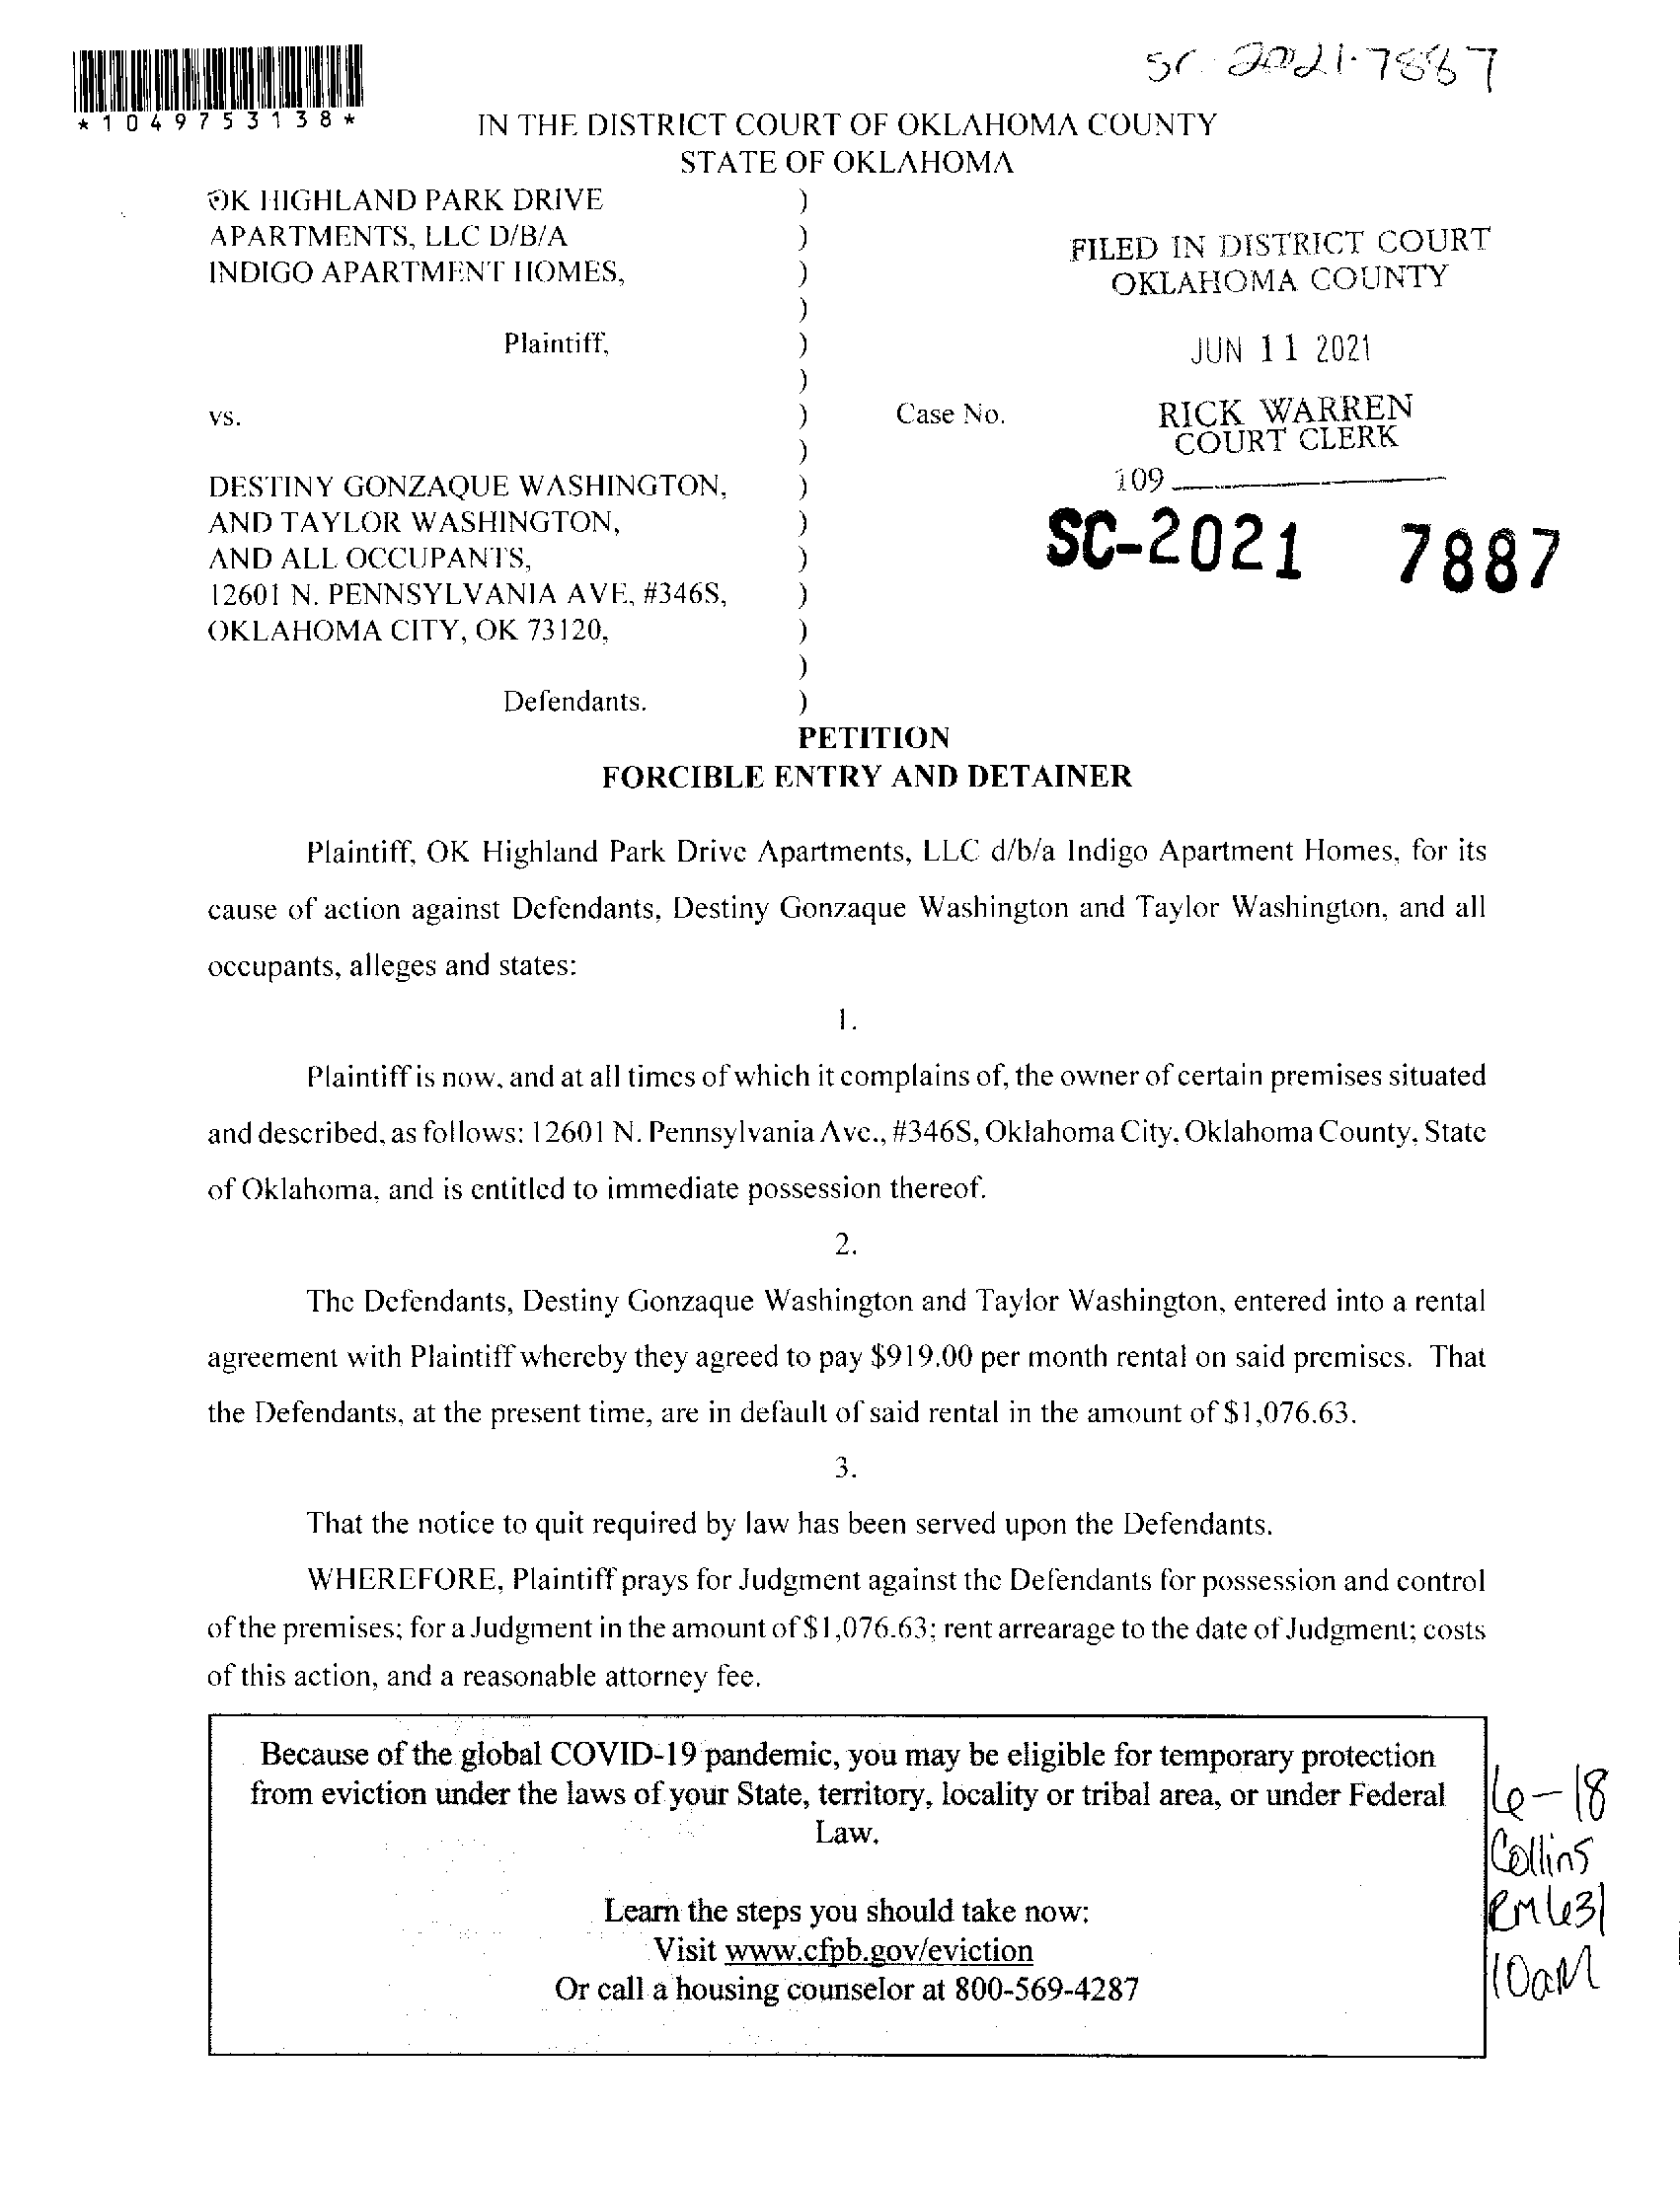 SC-2021-7887
*1049753138*
IN THE DISTRICT COURT OF OKLAHOMA COUNTY
STATE OF OKLAHOMA
OK HIGHLAND PARK DRIVE )
APARTMENTS, LLC D/B/A )
INDIGO APARTMENT HOMES, )
)
Plaintiff, )
)
vs. ) Case No.
)
DESTINY GONZAQUE WASHINGTON, )
AND TAYLOR WASHINGTON, )
AND ALL OCCUPANTS, )
12601 N. PENNSYLVANIA AVE, #346S, )
OKLAHOMA CITY, OK 73120, )
)
Defendants. )
FILED IN DISTRICT COURT
OKLAHOMA COUNTY
JUN 11 2021
RICK WARREN
COURT CLERK
109
SC-2021 7887
PETITION
FORCIBLE ENTRY AND DETAINER
Plaintiff, OK Highland Park Drive Apartments, LLC d/b/a Indigo Apartment Homes, for its
cause of action against Defendants, Destiny Gonzaque Washington and Taylor Washington, and all
occupants, alleges and states:
1.
Plaintiff is now, and at all times of which it complains of, the owner of certain premises situated
and described, as follows: 12601 N. Pennsylvania Ave., #346S, Oklahoma City, Oklahoma County, State
of Oklahoma, and is entitled to immediate possession thereof.
2.
The Defendants, Destiny Gonzaque Washington and Taylor Washington, entered into a rental
agreement with Plaintiff whereby they agreed to pay $919.00 per month rental on said premises. That
the Defendants, at the present time, are in default of said rental in the amount of $1,076.63.
3.
That the notice to quit required by law has been served upon the Defendants.
WHEREFORE, Plaintiff prays for Judgment against the Defendants for possession and control
of the premises; for a Judgment in the amount of $1,076.63; rent arrearage to the date of Judgment; costs
of this action, and a reasonable attorney fee.
Because of the global COVID-19 pandemic, you may be eligible for temporary protection
from eviction under the laws of your State, territory, locality or tribal area, or under Federal
Law.
Learn the steps you should take now:
Visit www.cfpb.gov/eviction
Or call a housing counselor at 800-569-4287
6-18
Collins
RM 631
10am